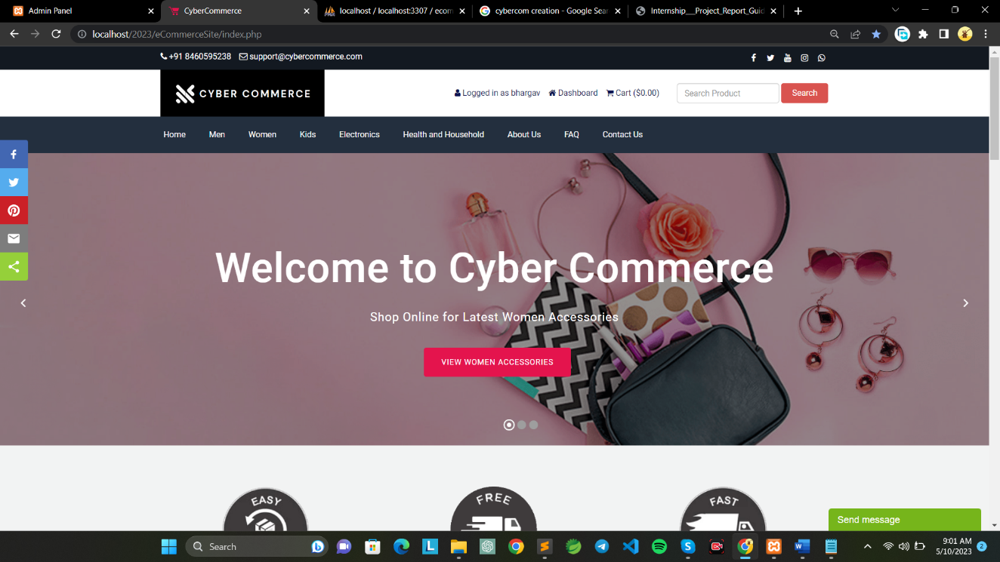 Admin Panel
CyberCommerce
localhost / localhost:3307 / ecom
cybercom creation - Google Sear
Internship__Project_Report_Guid
localhost/2023/eCommerceSite/index.php
+91 8460595238 support@cybercommerce.com
CYBER COMMERCE
Logged in as bhargav Dashboard Cart ($0.00)
Search Product
Search
Home Men Women Kids Electronics Health and Household About Us FAQ Contact Us
Welcome to Cyber Commerce
Shop Online for Latest Women Accessories
VIEW WOMEN ACCESSORIES
EASY
FREE
FAST
Send message
Search
9:01 AM
5/10/2023
2